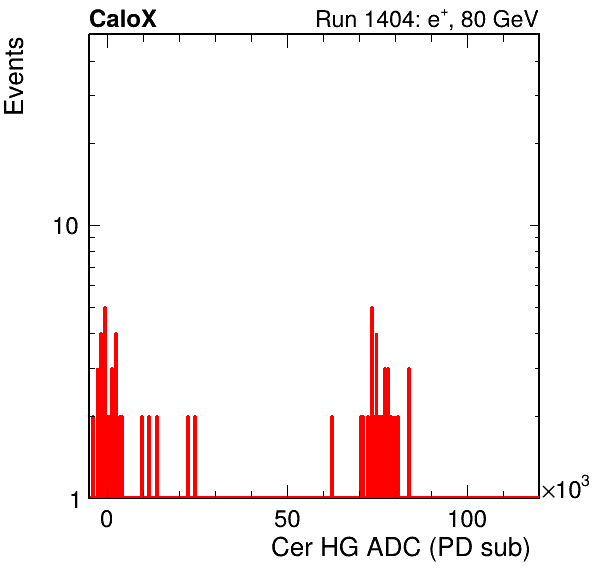 CaloX Run 1404: e⁺, 80 GeV
Events
10
1
0 50 100 ×10³
Cer HG ADC (PD sub)